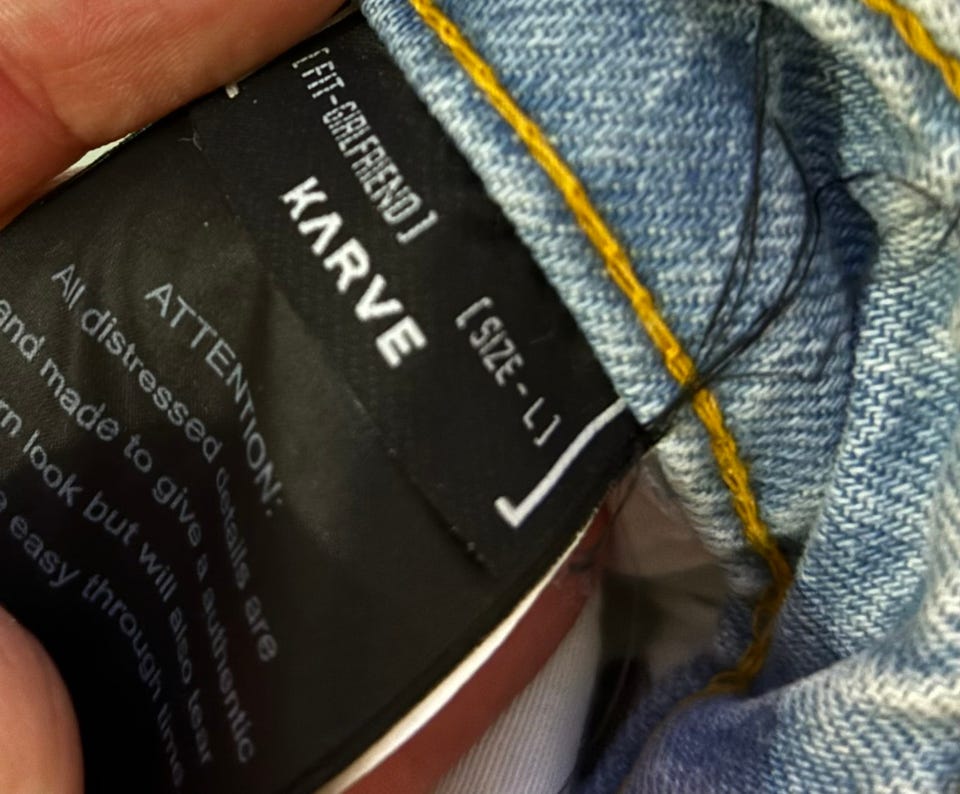 [ FIT-GIRLFRIEND ]
KARVE
[ SIZE - L ]
ATTENTION:
All distressed details are
and made to give a authentic
look but will also tear
easy through time